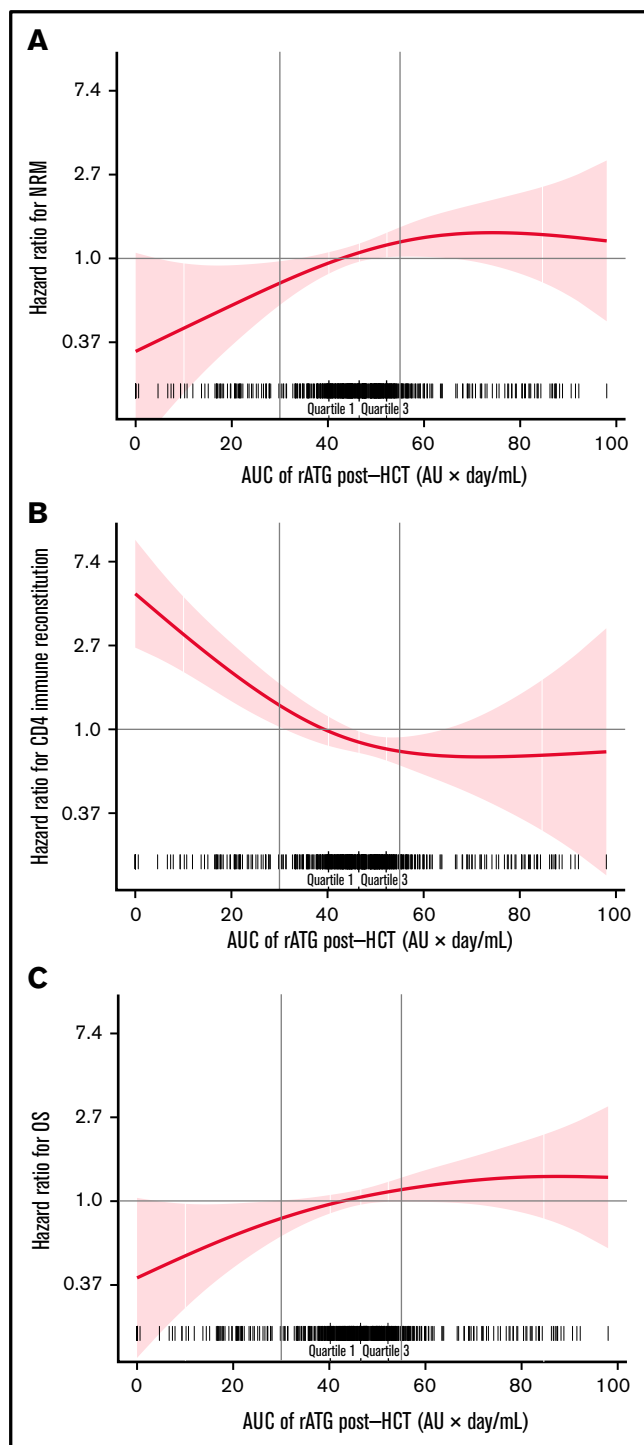 A
Hazard ratio for NRM
7.4
2.7
1.0
0.37
Quartile 1 Quartile 3
0 20 40 60 80 100
AUC of rATG post–HCT (AU × day/mL)
B
Hazard ratio for CD4 immune reconstitution
7.4
2.7
1.0
0.37
Quartile 1 Quartile 3
0 20 40 60 80 100
AUC of rATG post–HCT (AU × day/mL)
C
Hazard ratio for OS
7.4
2.7
1.0
0.37
Quartile 1 Quartile 3
0 20 40 60 80 100
AUC of rATG post–HCT (AU × day/mL)